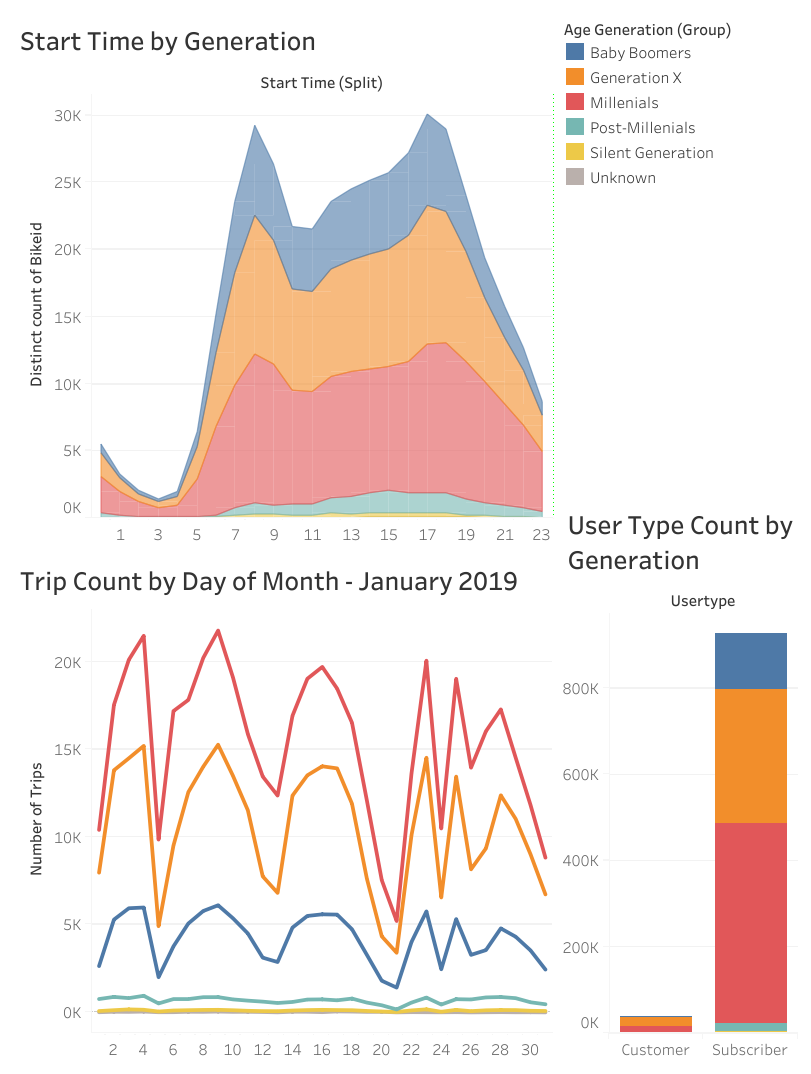 Start Time by Generation
Start Time (Split)
30K
25K
20K
15K
10K
5K
0K
Distinct count of Bikeid
1 3 5 7 9 11 13 15 17 19 21 23
Age Generation (Group)
Baby Boomers
Generation X
Millenials
Post-Millenials
Silent Generation
Unknown
Trip Count by Day of Month - January 2019
20K
15K
10K
5K
0K
Number of Trips
2 4 6 8 10 12 14 16 18 20 22 24 26 28 30
User Type Count by
Generation
Usertype
800K
600K
400K
200K
0K
Customer Subscriber